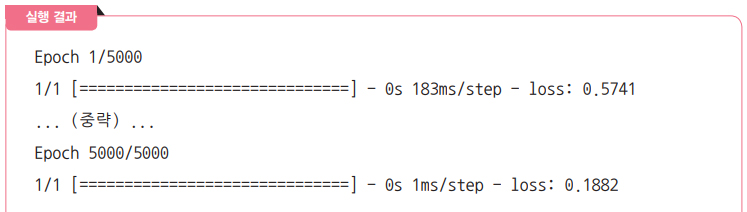 실행 결과
Epoch 1/5000
1/1 [==============================] - 0s 183ms/step - loss: 0.5741
... (중략) ...
Epoch 5000/5000
1/1 [==============================] - 0s 1ms/step - loss: 0.1882